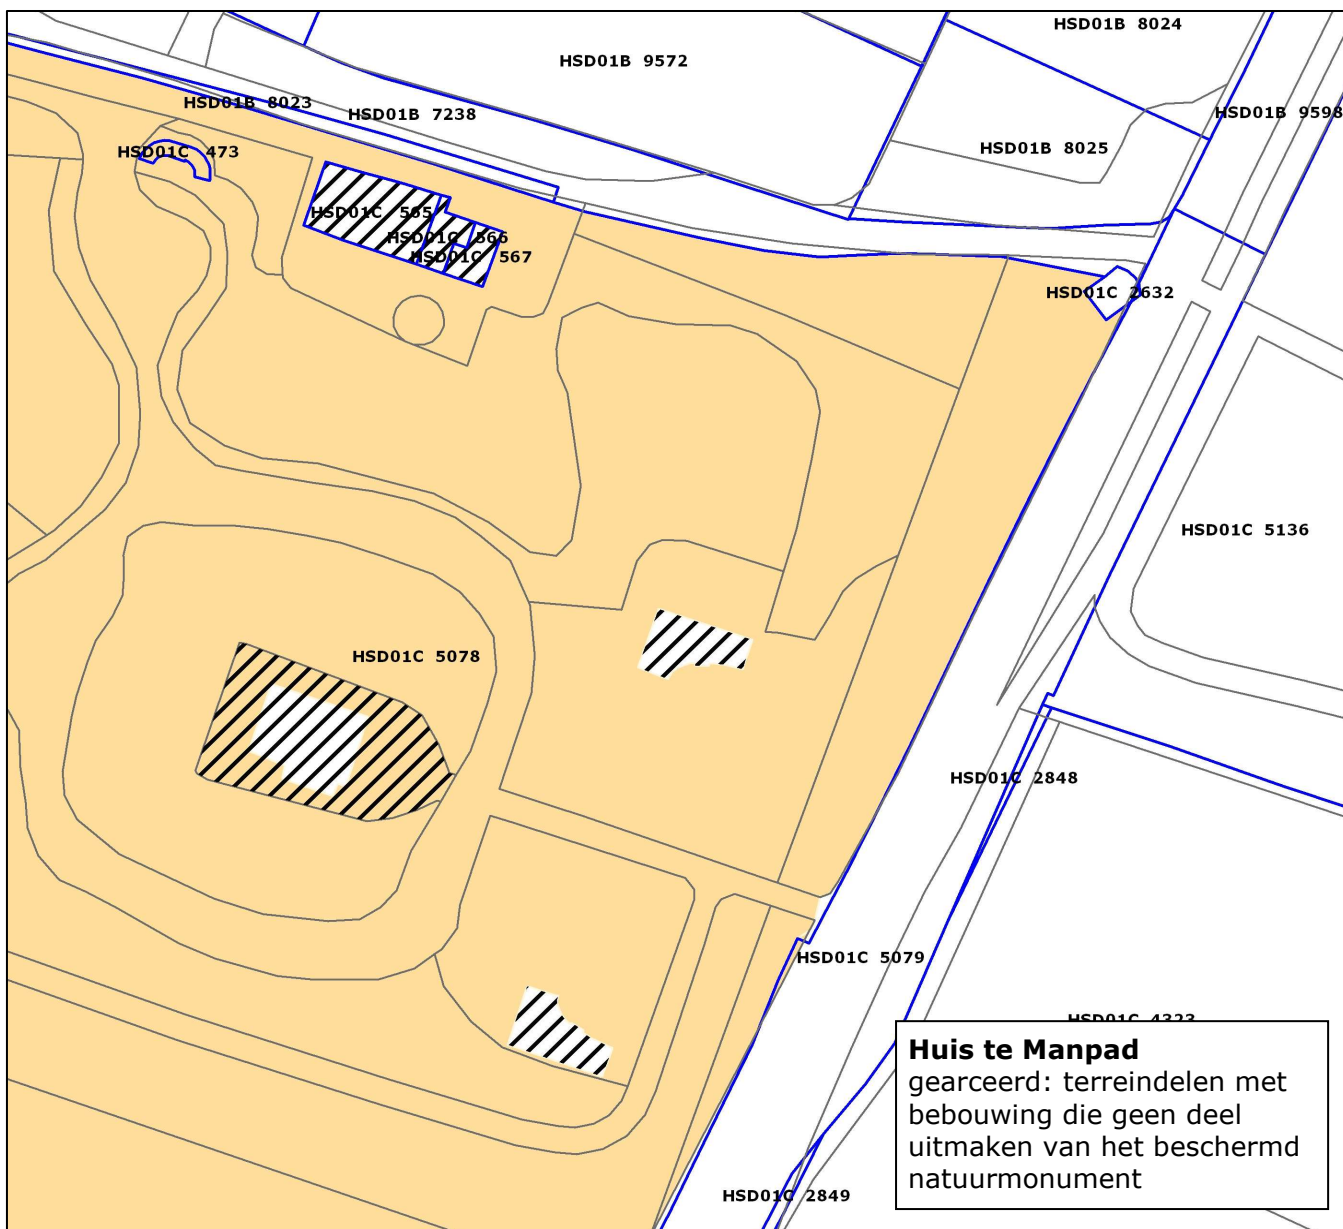 HSD01B 8024
HSD01B 9572
HSD01B 8023
HSD01B 7238
HSD01B 9598
HSD01B 8025
HSD01C 473
HSD01C 565
HSD01C 566
HSD01C 567
HSD01C 2632
HSD01C 5136
HSD01C 5078
HSD01C 2848
HSD01C 5079
HSD01C 4323
HSD01C 2849
Huis te Manpad
gearceerd: terreindelen met
bebouwing die geen deel
uitmaken van het beschermd
natuurmonument